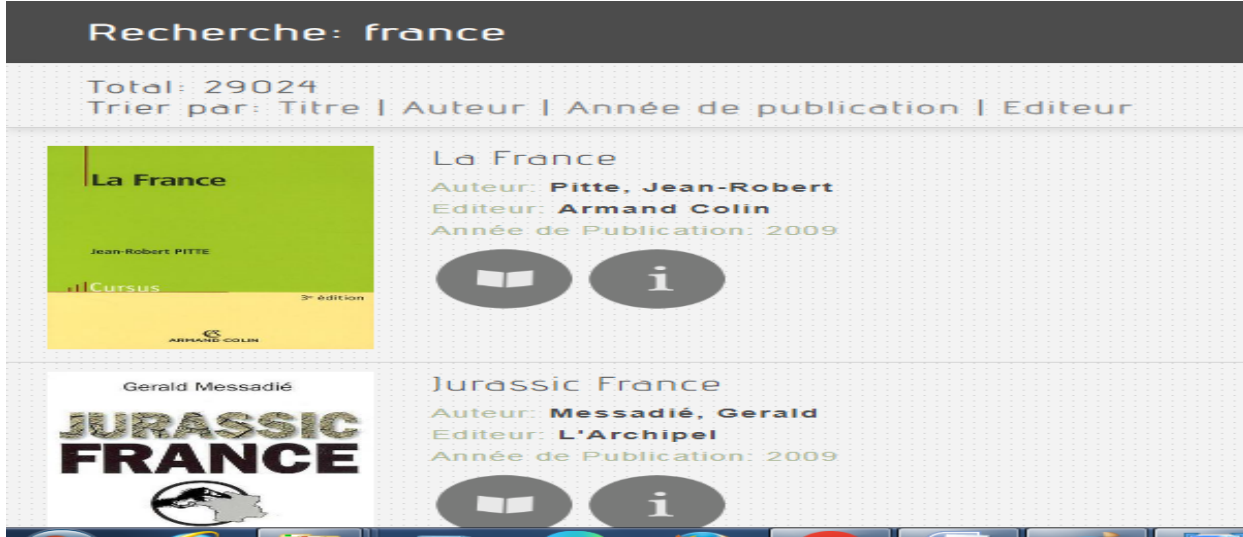 Recherche: france
Total: 29024
Trier par: Titre | Auteur | Année de publication | Editeur
La France
Jean-Robert PITTE
Cursus
3e édition
ARMAND COLIN
La France
Auteur: Pitte, Jean-Robert
Editeur: Armand Colin
Année de Publication: 2009
i
Gerald Messadié
JURASSIC
FRANCE
Jurassic France
Auteur: Messadié, Gerald
Editeur: L'Archipel
Année de Publication: 2009
i